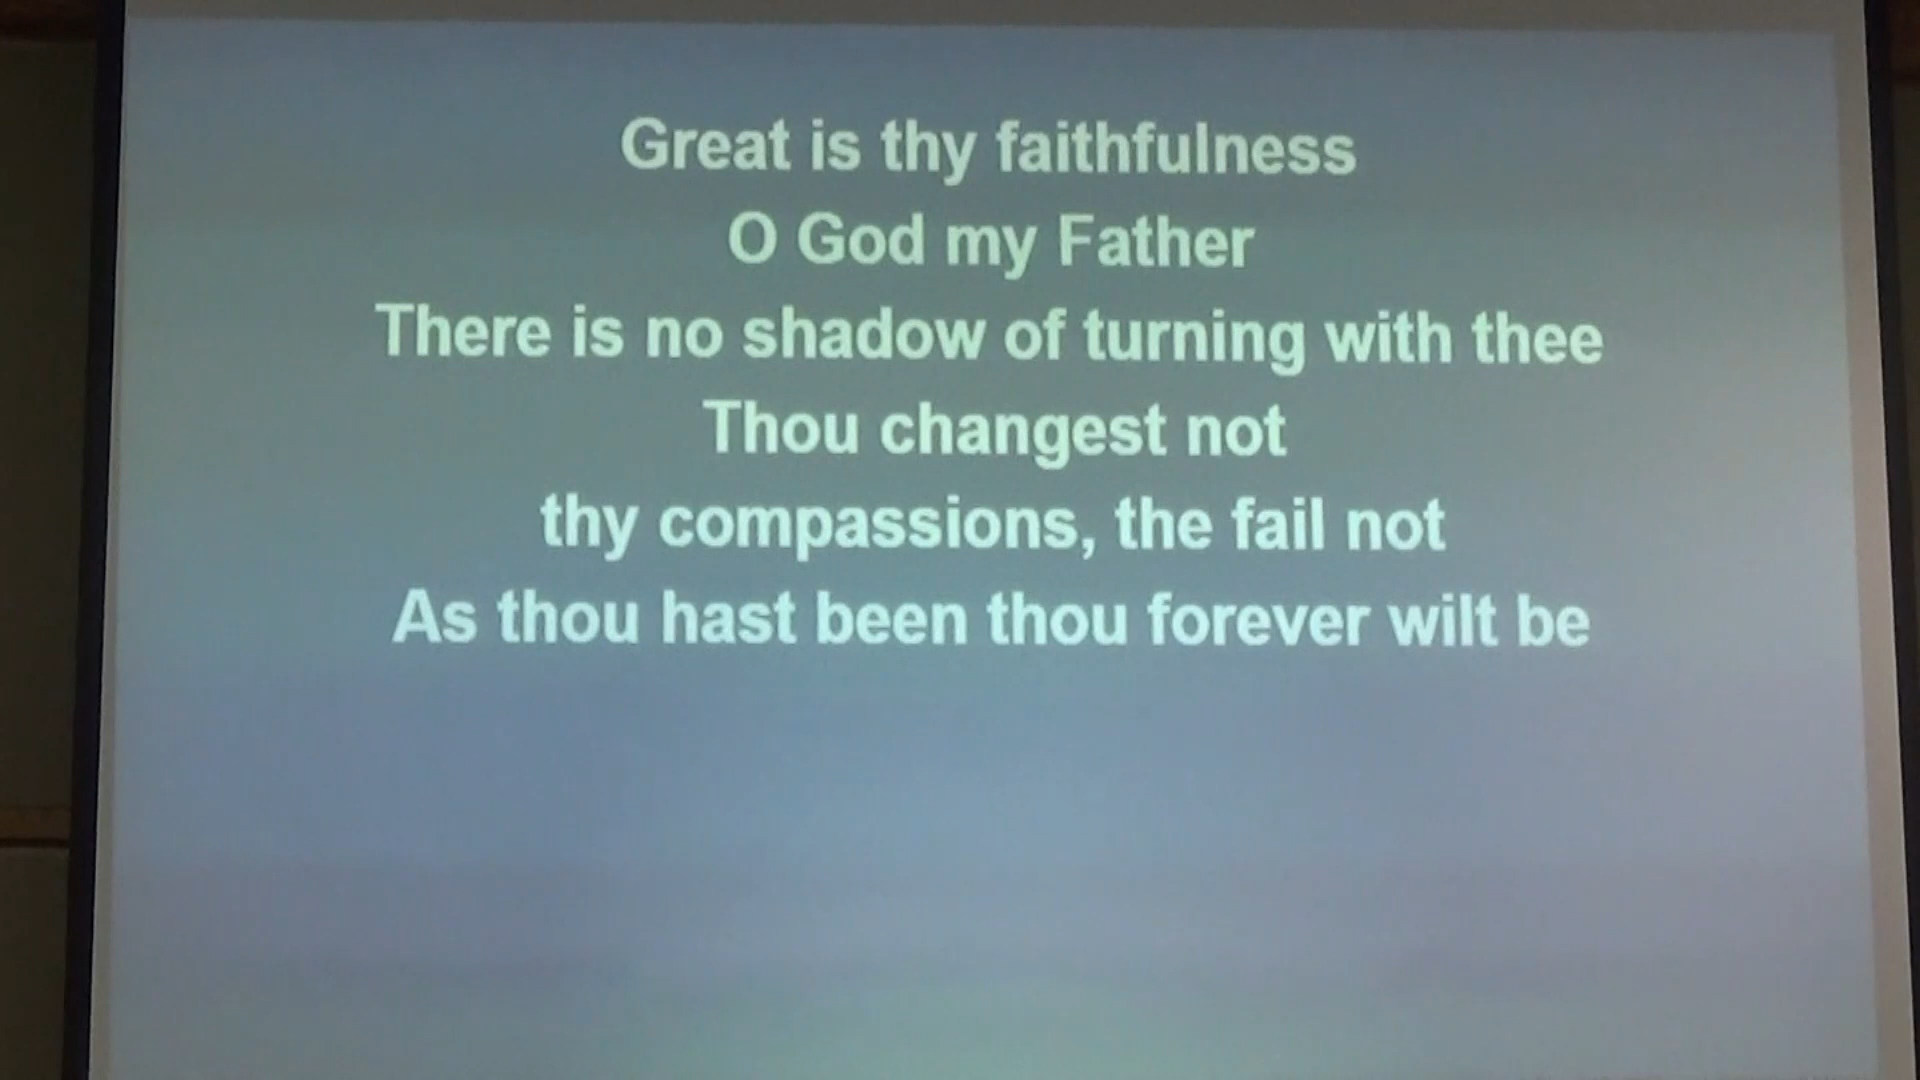 Great is thy faithfulness
O God my Father
There is no shadow of turning with thee
Thou changest not
thy compassions, the fail not
As thou hast been thou forever wilt be